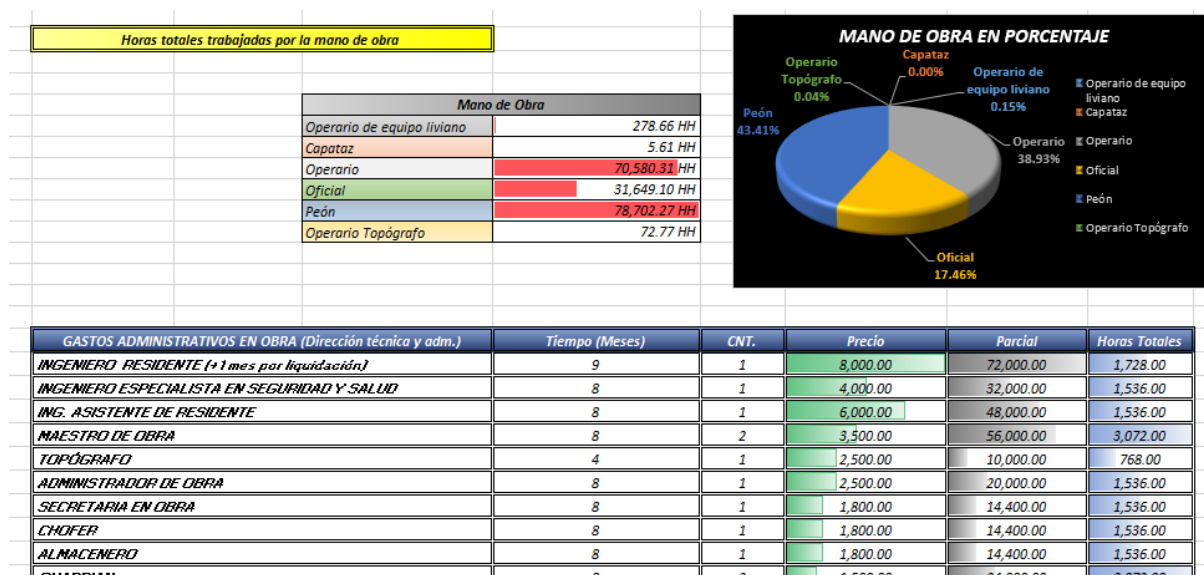 Horas totales trabajadas por la mano de obra
MANO DE OBRA EN PORCENTAJE
Operario Topógrafo 0.04%
Capataz 0.00%
Operario de equipo liviano 0.15%
Peón 43.41%
Operario 38.93%
Oficial 17.46%
Operario de equipo liviano
Capataz
Operario
Oficial
Peón
Operario Topógrafo
Mano de Obra
Operario de equipo liviano 278.66 HH
Capataz 5.61 HH
Operario 70,580.31 HH
Oficial 31,649.10 HH
Peón 78,702.27 HH
Operario Topógrafo 72.77 HH
GASTOS ADMINISTRATIVOS EN OBRA (Dirección técnica y adm.) Tiempo (Meses) CNT. Precio Parcial Horas Totales
INGENIERO RESIDENTE (+1 mes por liquidación) 9 1 8,000.00 72,000.00 1,728.00
INGENIERO ESPECIALISTA EN SEGURIDAD Y SALUD 8 1 4,000.00 32,000.00 1,536.00
ING. ASISTENTE DE RESIDENTE 8 1 6,000.00 48,000.00 1,536.00
MAESTRO DE OBRA 8 2 3,500.00 56,000.00 3,072.00
TOPÓGRAFO 4 1 2,500.00 10,000.00 768.00
ADMINISTRADOR DE OBRA 8 1 2,500.00 20,000.00 1,536.00
SECRETARIA EN OBRA 8 1 1,800.00 14,400.00 1,536.00
CHOFER 8 1 1,800.00 14,400.00 1,536.00
ALMACENERO 8 1 1,800.00 14,400.00 1,536.00